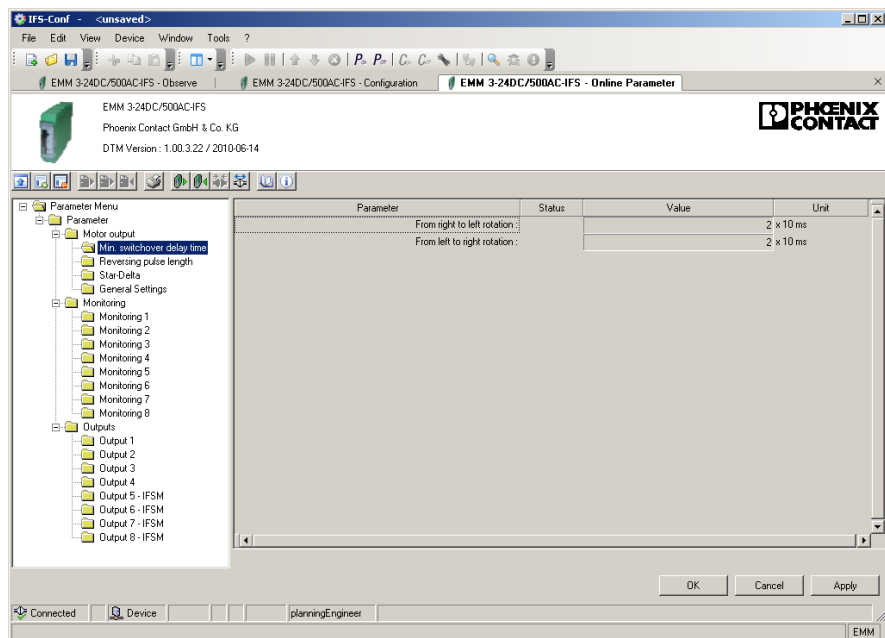 IFS-Conf - <unsaved>
File Edit View Device Window Tools ?
EMM 3-24DC/500AC-IFS - Observe
EMM 3-24DC/500AC-IFS - Configuration
EMM 3-24DC/500AC-IFS - Online Parameter
EMM 3-24DC/500AC-IFS
Phoenix Contact GmbH & Co. KG
DTM Version : 1.00.3.22 / 2010-06-14
PHŒNIX
CONTACT
Parameter Menu
Parameter
Motor output
Min. switchover delay time
Reversing pulse length
Star-Delta
General Settings
Monitoring
Monitoring 1
Monitoring 2
Monitoring 3
Monitoring 4
Monitoring 5
Monitoring 6
Monitoring 7
Monitoring 8
Outputs
Output 1
Output 2
Output 3
Output 4
Output 5 - IFSM
Output 6 - IFSM
Output 7 - IFSM
Output 8 - IFSM
Parameter Status Value Unit
From right to left rotation : 2 x 10 ms
From left to right rotation : 2 x 10 ms
OK Cancel Apply
Connected Device planningEngineer
EMM